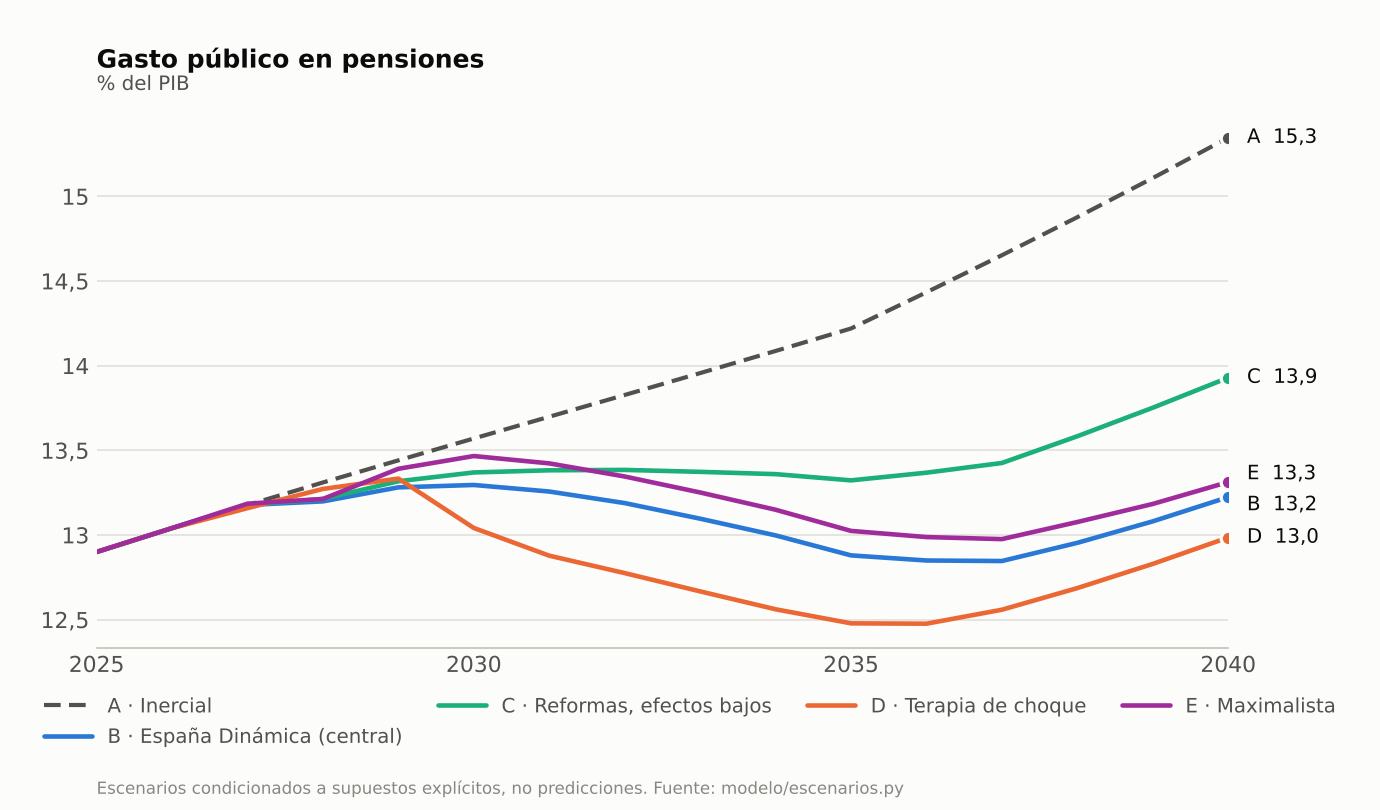 Gasto público en pensiones
% del PIB
A 15,3
15
14,5
14
C 13,9
13,5
E 13,3
B 13,2
13
D 13,0
12,5
2025 2030 2035 2040
A · Inercial C · Reformas, efectos bajos D · Terapia de choque E · Maximalista
B · España Dinámica (central)
Escenarios condicionados a supuestos explícitos, no predicciones. Fuente: modelo/escenarios.py